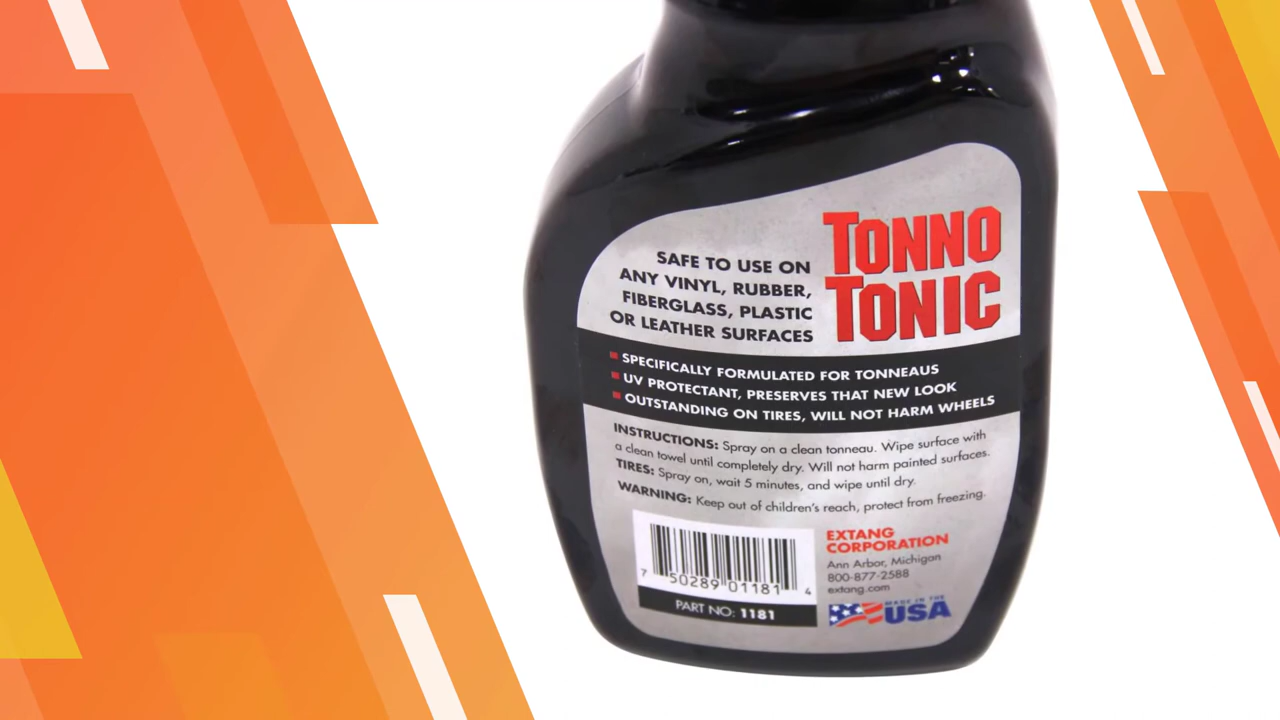 SAFE TO USE ON
ANY VINYL, RUBBER,
FIBERGLASS, PLASTIC
OR LEATHER SURFACES
TONNO
TONIC
SPECIFICALLY FORMULATED FOR TONNEAUS
UV PROTECTANT, PRESERVES THAT NEW LOOK
OUTSTANDING ON TIRES, WILL NOT HARM WHEELS
INSTRUCTIONS: Spray on a clean tonneau. Wipe surface with
a clean towel until completely dry. Will not harm painted surfaces.
TIRES: Spray on, wait 5 minutes, and wipe until dry.
WARNING: Keep out of children's reach, protect from freezing.
7 50289 01181 4
PART NO: 1181
EXTANG
CORPORATION
Ann Arbor, Michigan
800-877-2588
extang.com
MADE IN THE
USA